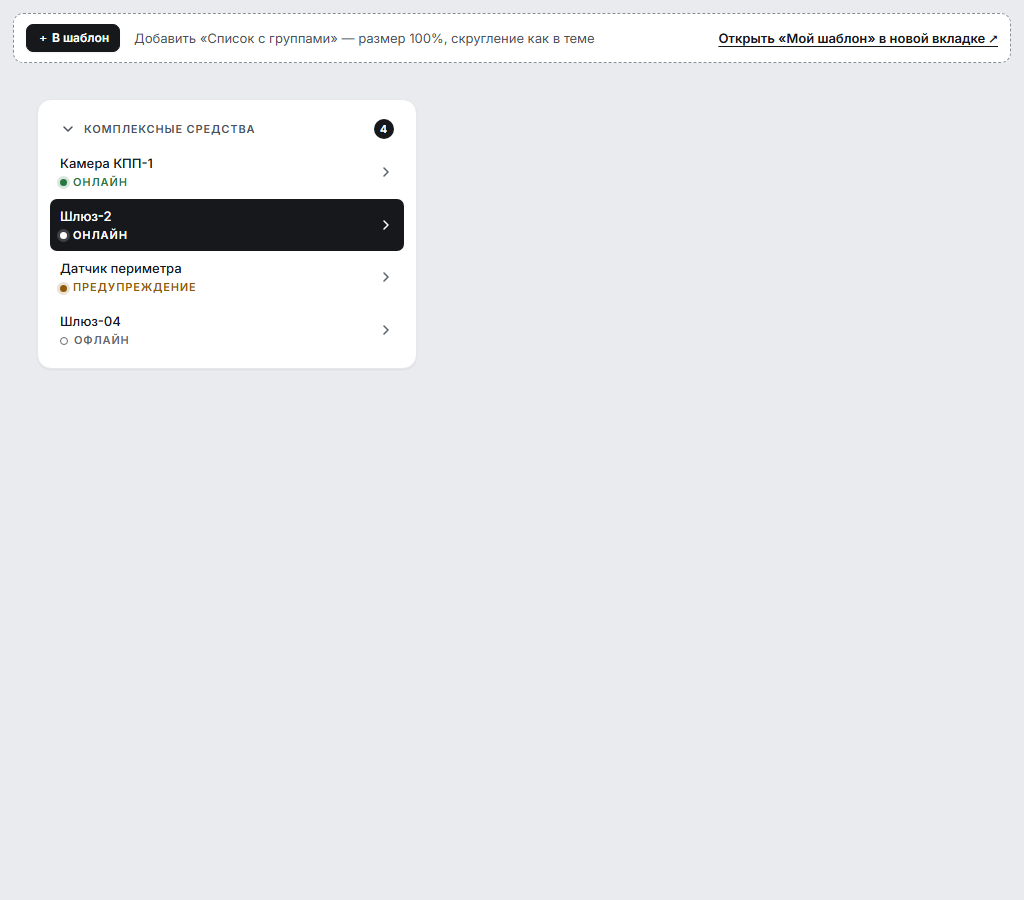 + В шаблон
Добавить «Список с группами» — размер 100%, скругление как в теме
Открыть «Мой шаблон» в новой вкладке ↗
КОМПЛЕКСНЫЕ СРЕДСТВА 4
Камера КПП-1
ОНЛАЙН
Шлюз-2
ОНЛАЙН
Датчик периметра
ПРЕДУПРЕЖДЕНИЕ
Шлюз-04
ОФЛАЙН